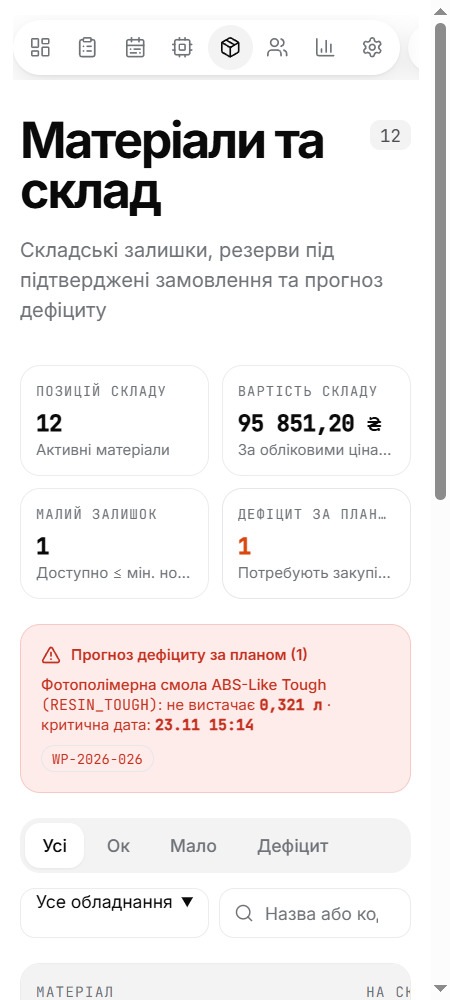 Матеріали та
12
склад
Складські залишки, резерви під
підтверджені замовлення та прогноз
дефіциту
ПОЗИЦІЙ СКЛАДУ
12
Активні матеріали
ВАРТІСТЬ СКЛАДУ
95 851,20 ₴
За обліковими ціна…
МАЛИЙ ЗАЛИШОК
1
Доступно ≤ мін. но…
ДЕФІЦИТ ЗА ПЛАН…
1
Потребують закупі…
Прогноз дефіциту за планом (1)
Фотополімерна смола ABS-Like Tough
(RESIN_TOUGH): не вистачає 0,321 л ·
критична дата: 23.11 15:14
WP-2026-026
Усі Ок Мало Дефіцит
Усе обладнання ▼
Назва або ко
МАТЕРІАЛ НА СК